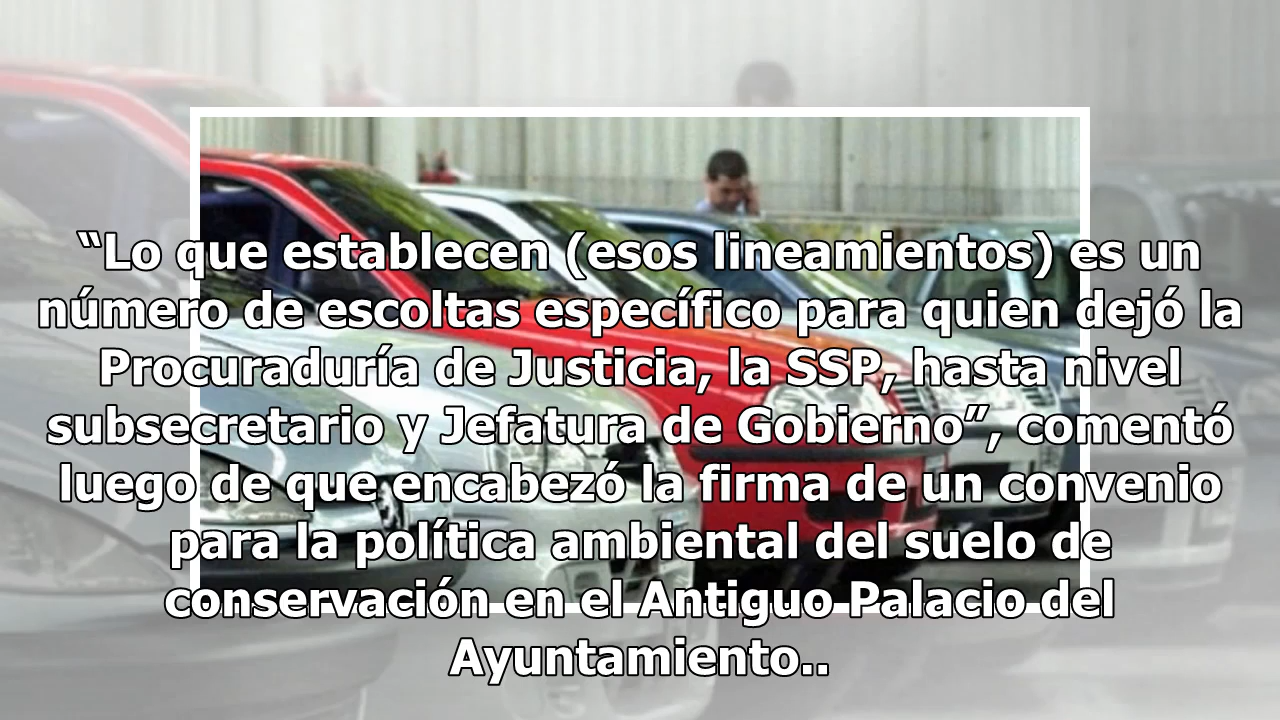 “Lo que establecen (esos lineamientos) es un
número de escoltas específico para quien dejó la
Procuraduría de Justicia, la SSP, hasta nivel
subsecretario y Jefatura de Gobierno”, comentó
luego de que encabezó la firma de un convenio
para la política ambiental del suelo de
conservación en el Antiguo Palacio del
Ayuntamiento..